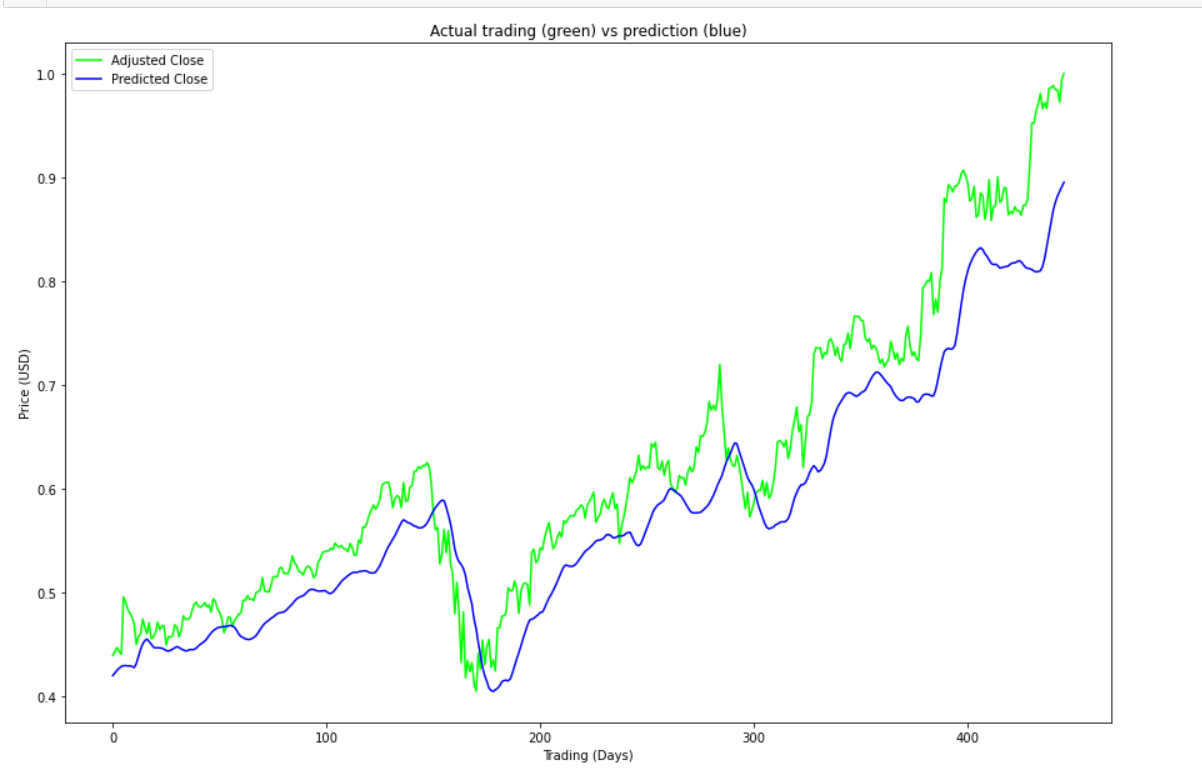 Actual trading (green) vs prediction (blue)
Adjusted Close
Predicted Close
1.0
0.9
0.8
0.7
0.6
0.5
0.4
Price (USD)
0 100 200 300 400
Trading (Days)